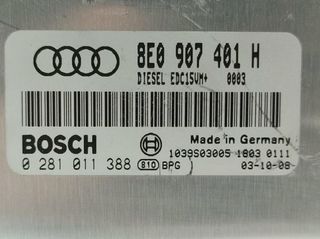 8E0 907 401 H
DIESEL EDC15VM+ 0003
BOSCH
Made in Germany
1039S03005 1803 0111
0 281 011 388 810 BPG 03-10-08